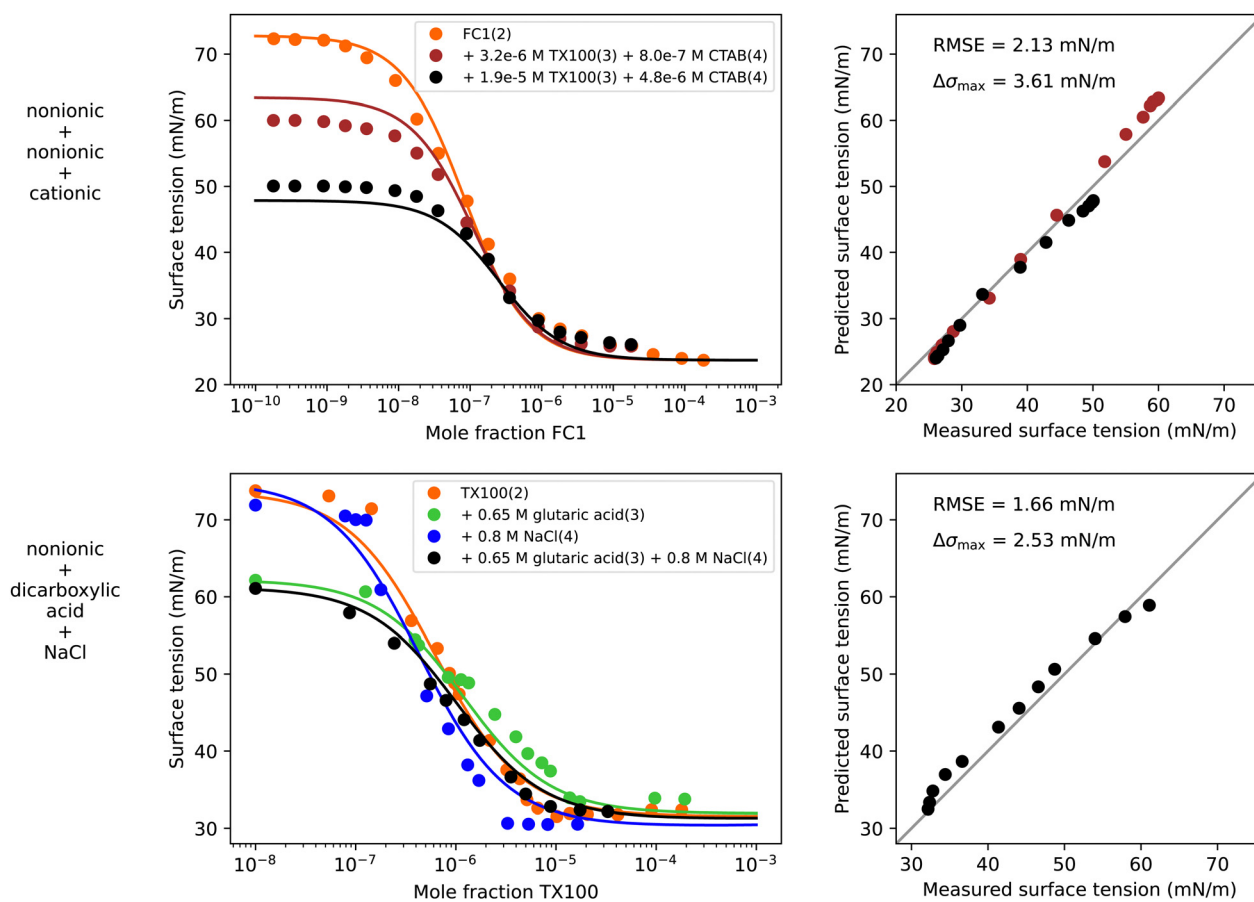 nonionic
+
nonionic
+
cationic
Surface tension (mN/m)
70
60
50
40
30
20
FC1(2)
+ 3.2e-6 M TX100(3) + 8.0e-7 M CTAB(4)
+ 1.9e-5 M TX100(3) + 4.8e-6 M CTAB(4)
10⁻¹⁰ 10⁻⁹ 10⁻⁸ 10⁻⁷ 10⁻⁶ 10⁻⁵ 10⁻⁴ 10⁻³
Mole fraction FC1
Predicted surface tension (mN/m)
70
60
50
40
30
20
RMSE = 2.13 mN/m
Δσmax = 3.61 mN/m
20 30 40 50 60 70
Measured surface tension (mN/m)
nonionic
+
dicarboxylic
acid
+
NaCl
Surface tension (mN/m)
70
60
50
40
30
TX100(2)
+ 0.65 M glutaric acid(3)
+ 0.8 M NaCl(4)
+ 0.65 M glutaric acid(3) + 0.8 M NaCl(4)
10⁻⁸ 10⁻⁷ 10⁻⁶ 10⁻⁵ 10⁻⁴ 10⁻³
Mole fraction TX100
Predicted surface tension (mN/m)
70
60
50
40
30
RMSE = 1.66 mN/m
Δσmax = 2.53 mN/m
30 40 50 60 70
Measured surface tension (mN/m)